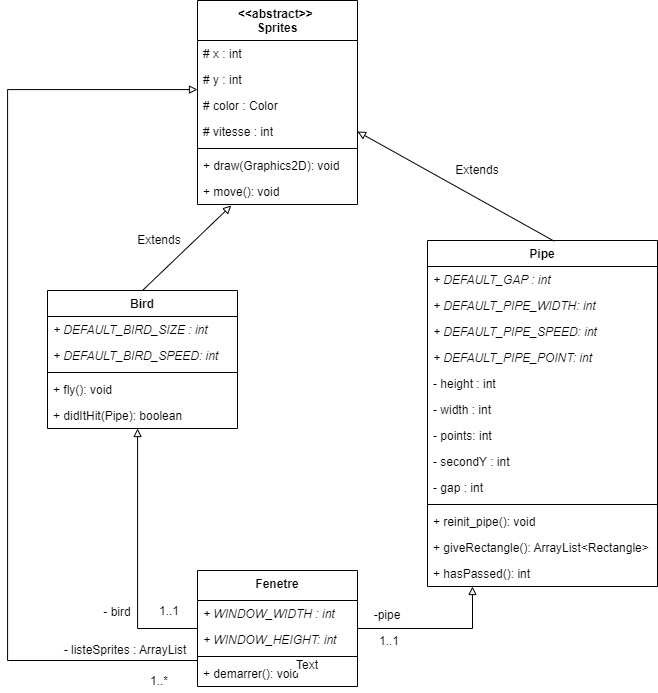 <<abstract>>
Sprites
# x : int
# y : int
# color : Color
# vitesse : int
+ draw(Graphics2D): void
+ move(): void
Extends
Extends
Bird
+ DEFAULT_BIRD_SIZE : int
+ DEFAULT_BIRD_SPEED: int
+ fly(): void
+ didItHit(Pipe): boolean
Pipe
+ DEFAULT_GAP : int
+ DEFAULT_PIPE_WIDTH: int
+ DEFAULT_PIPE_SPEED: int
+ DEFAULT_PIPE_POINT: int
- height : int
- width : int
- points: int
- secondY : int
- gap : int
+ reinit_pipe(): void
+ giveRectangle(): ArrayList<Rectangle>
+ hasPassed(): int
Fenetre
+ WINDOW_WIDTH : int
+ WINDOW_HEIGHT: int
+ demarrer(): void
Text
- bird 1..1
- listeSprites : ArrayList
1..*
-pipe
1..1